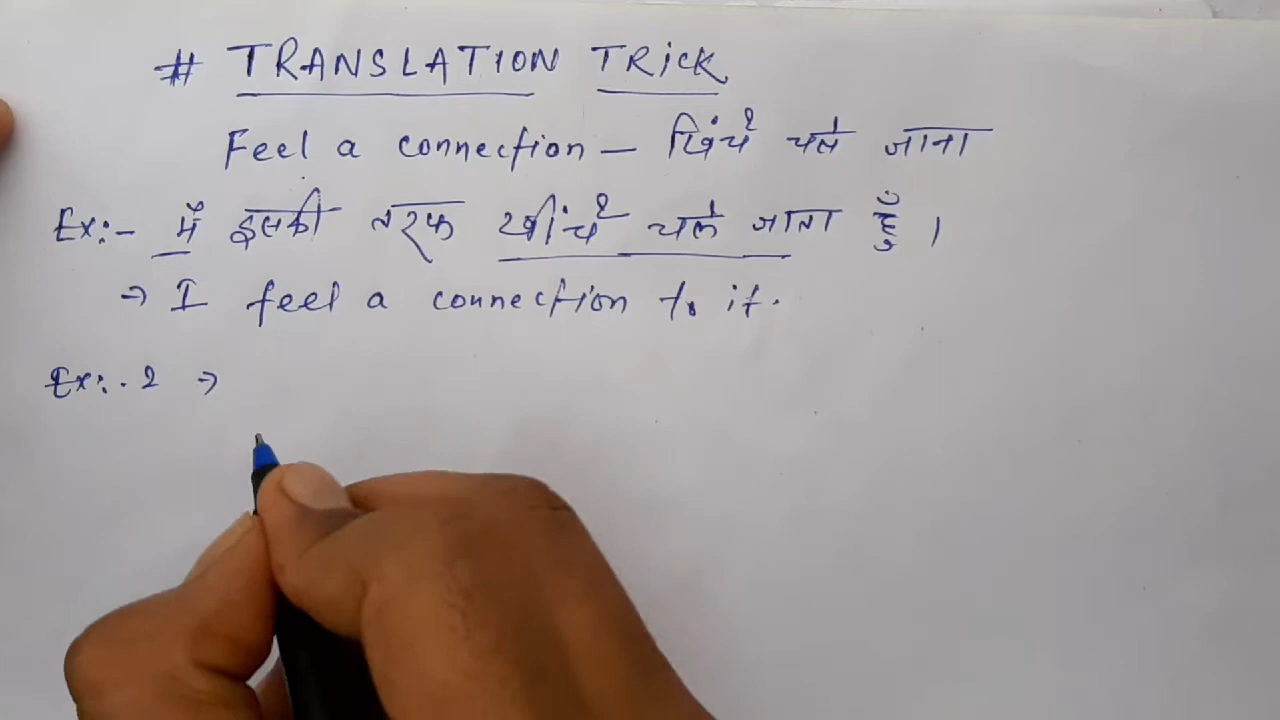 # TRANSLATION TRICK
Feel a connection – खिंचे चले जाना
Ex:- मैं इसकी तरफ खींचे चले जाता हूँ ।
→ I feel a connection to it.
Ex:. 2 →